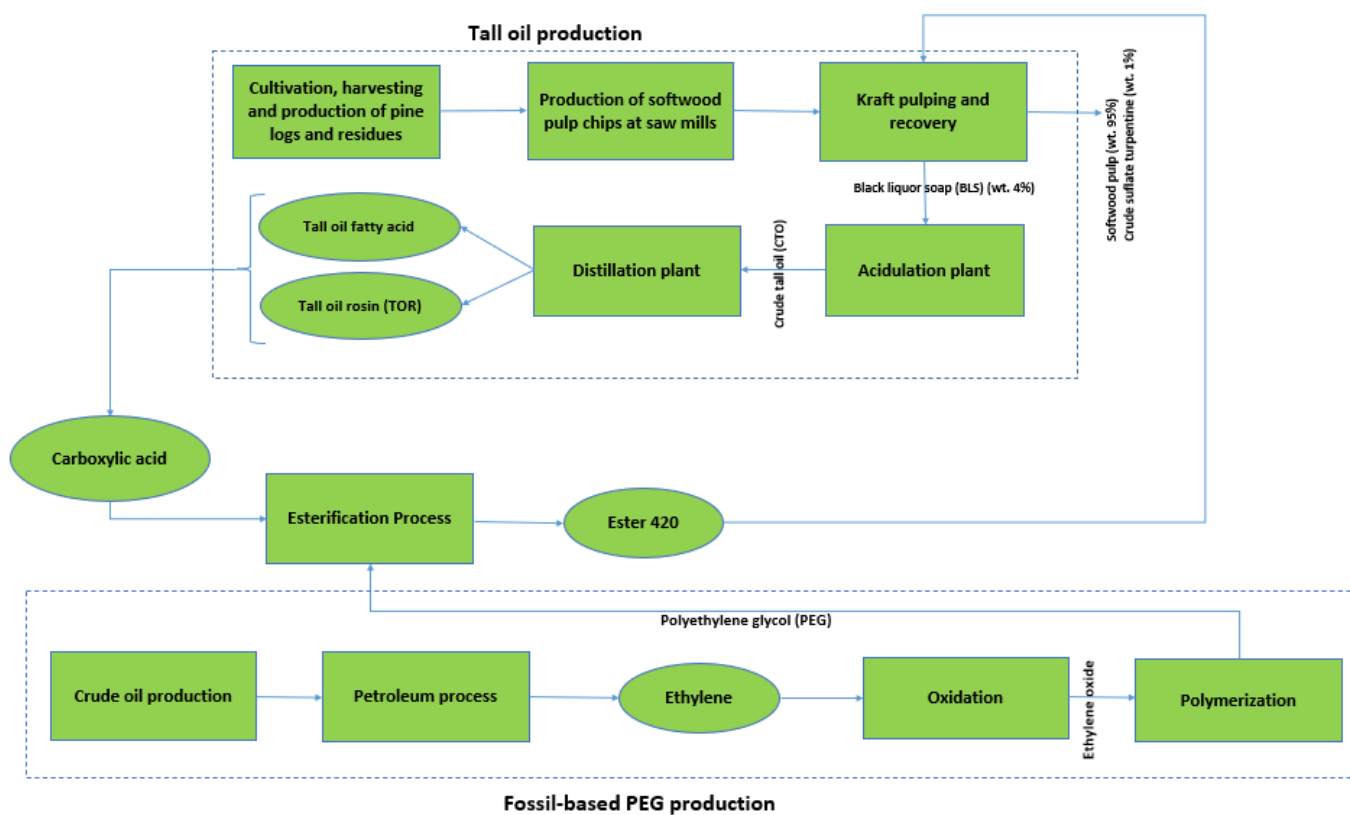 Tall oil production
Cultivation, harvesting
and production of pine
logs and residues
Production of softwood
pulp chips at saw mills
Kraft pulping and
recovery
Softwood pulp (wt. 95%)
Crude suflate turpentine (wt. 1%)
Black liquor soap (BLS) (wt. 4%)
Tall oil fatty acid
Tall oil rosin (TOR)
Distillation plant
Crude tall oil (CTO)
Acidulation plant
Carboxylic acid
Esterification Process
Ester 420
Polyethylene glycol (PEG)
Crude oil production
Petroleum process
Ethylene
Oxidation
Ethylene oxide
Polymerization
Fossil-based PEG production